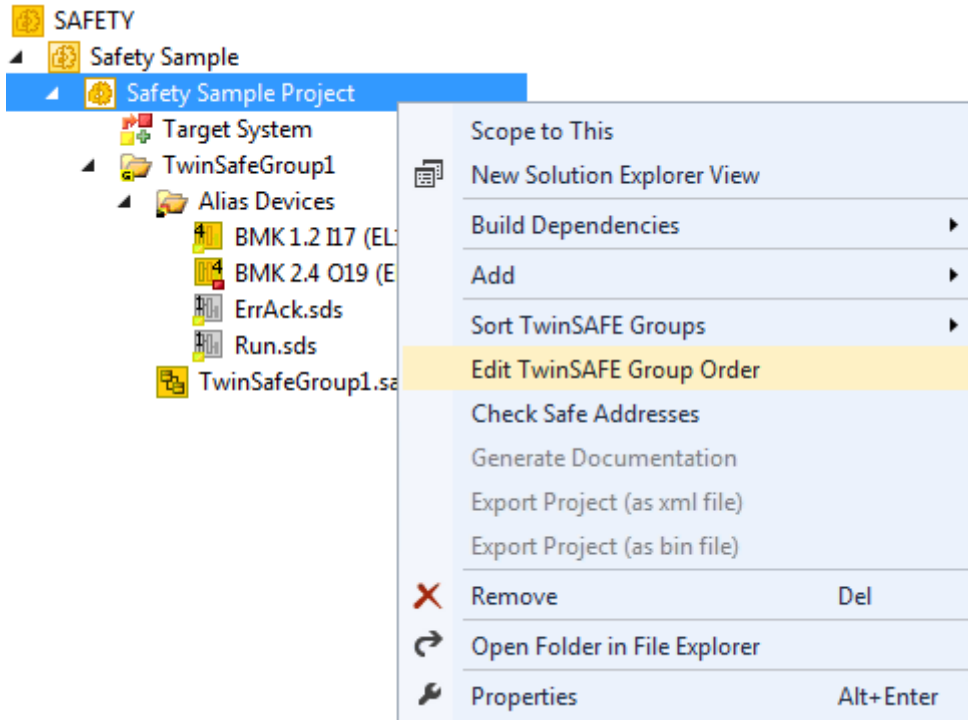 SAFETY
Safety Sample
Safety Sample Project
Target System
TwinSafeGroup1
Alias Devices
BMK 1.2 I17 (EL
BMK 2.4 O19 (E
ErrAck.sds
Run.sds
TwinSafeGroup1.sa
Scope to This
New Solution Explorer View
Build Dependencies
Add
Sort TwinSAFE Groups
Edit TwinSAFE Group Order
Check Safe Addresses
Generate Documentation
Export Project (as xml file)
Export Project (as bin file)
Remove Del
Open Folder in File Explorer
Properties Alt+Enter